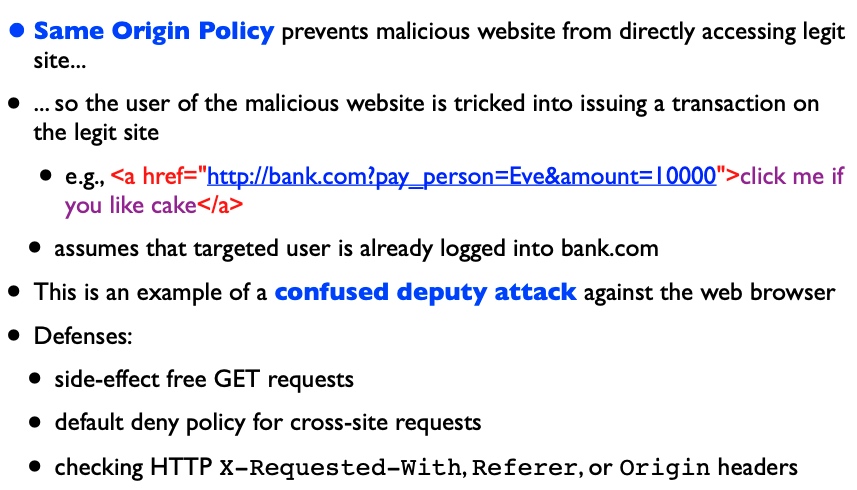 • Same Origin Policy prevents malicious website from directly accessing legit
site...
• ... so the user of the malicious website is tricked into issuing a transaction on
the legit site
• e.g., <a href="http://bank.com?pay_person=Eve&amount=10000">click me if
you like cake</a>
• assumes that targeted user is already logged into bank.com
• This is an example of a confused deputy attack against the web browser
• Defenses:
• side-effect free GET requests
• default deny policy for cross-site requests
• checking HTTP X-Requested-With, Referer, or Origin headers